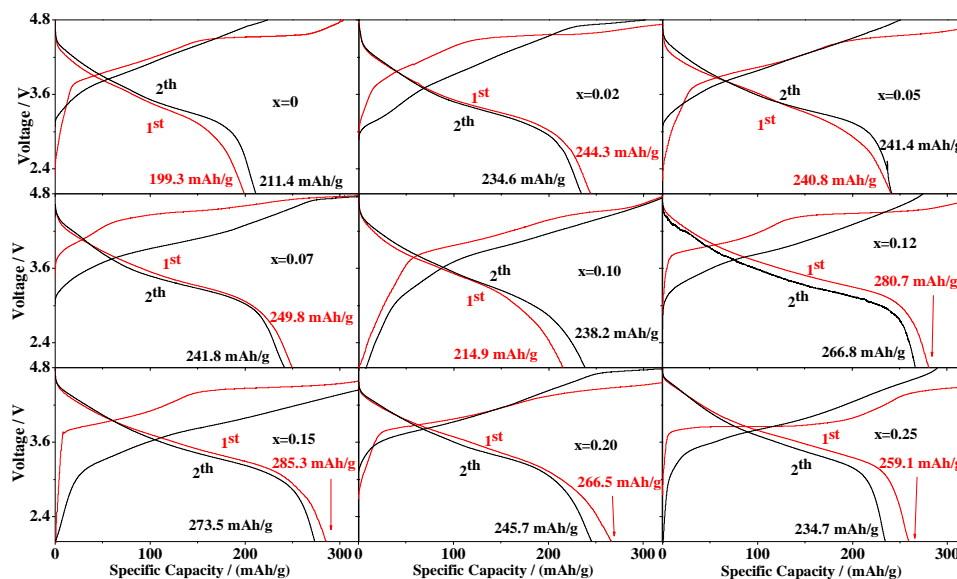 4.8
3.6
2.4
4.8
3.6
2.4
4.8
3.6
2.4
Voltage / V
Voltage / V
Voltage / V
2th
1st
x=0
199.3 mAh/g
211.4 mAh/g
1st
2th
x=0.02
244.3 mAh/g
234.6 mAh/g
2th
1st
x=0.05
241.4 mAh/g
240.8 mAh/g
1st
2th
x=0.07
249.8 mAh/g
241.8 mAh/g
2th
1st
x=0.10
238.2 mAh/g
214.9 mAh/g
1st
2th
x=0.12
280.7 mAh/g
266.8 mAh/g
1st
2th
x=0.15
285.3 mAh/g
273.5 mAh/g
1st
2th
x=0.20
266.5 mAh/g
245.7 mAh/g
1st
2th
x=0.25
259.1 mAh/g
234.7 mAh/g
0 100 200 300
0 100 200 300
0 100 200 300
Specific Capacity / (mAh/g)
Specific Capacity / (mAh/g)
Specific Capacity / (mAh/g)